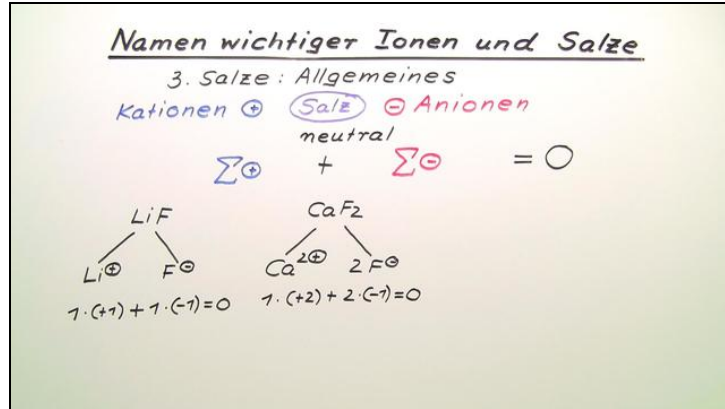 Namen wichtiger Ionen und Salze
3. Salze: Allgemeines
Kationen ⊕ Salz ⊖ Anionen
neutral
Σ⊕ + Σ⊖ = 0
LiF CaF₂
Li⊕ F⊖ Ca²⊕ 2F⊖
1·(+1) + 1·(-1) = 0 1·(+2) + 2·(-1) = 0